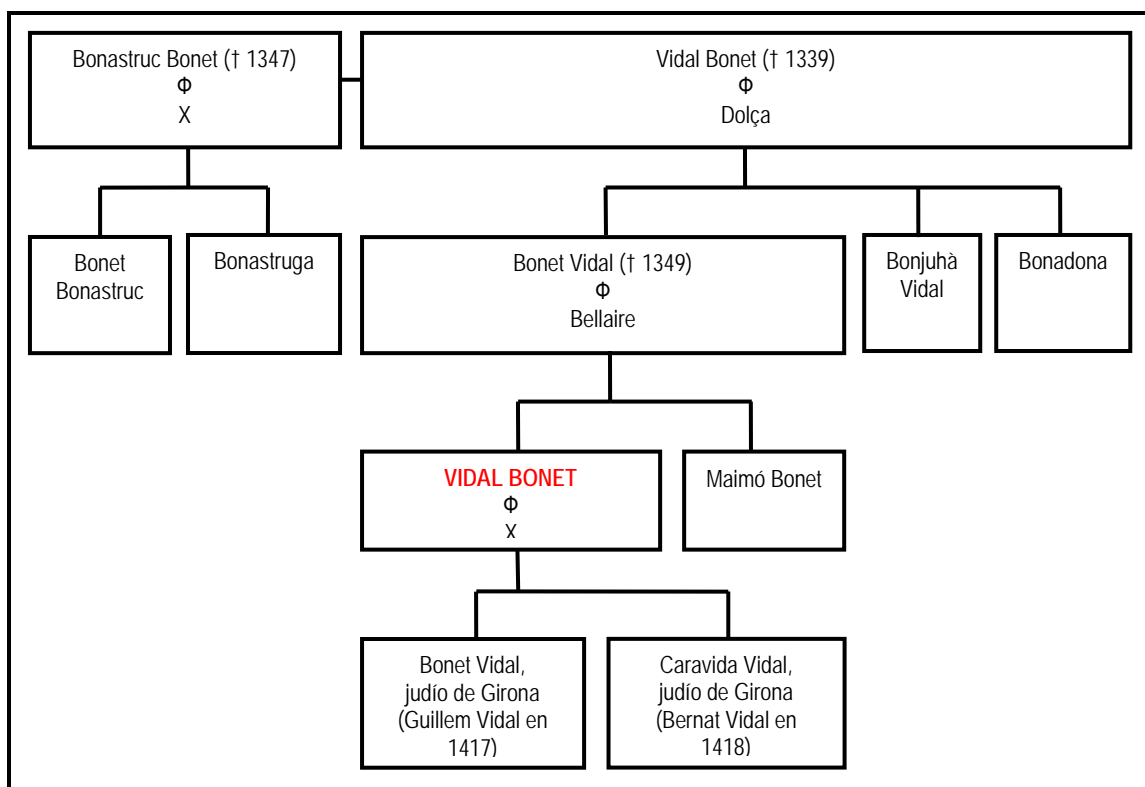 Bonastruc Bonet († 1347)
Φ
X
Vidal Bonet († 1339)
Φ
Dolça
Bonet
Bonastruc
Bonastruga
Bonet Vidal († 1349)
Φ
Bellaire
Bonjuhà
Vidal
Bonadona
VIDAL BONET
Φ
X
Maimó Bonet
Bonet Vidal,
judío de Girona
(Guillem Vidal en
1417)
Caravida Vidal,
judío de Girona
(Bernat Vidal en
1418)